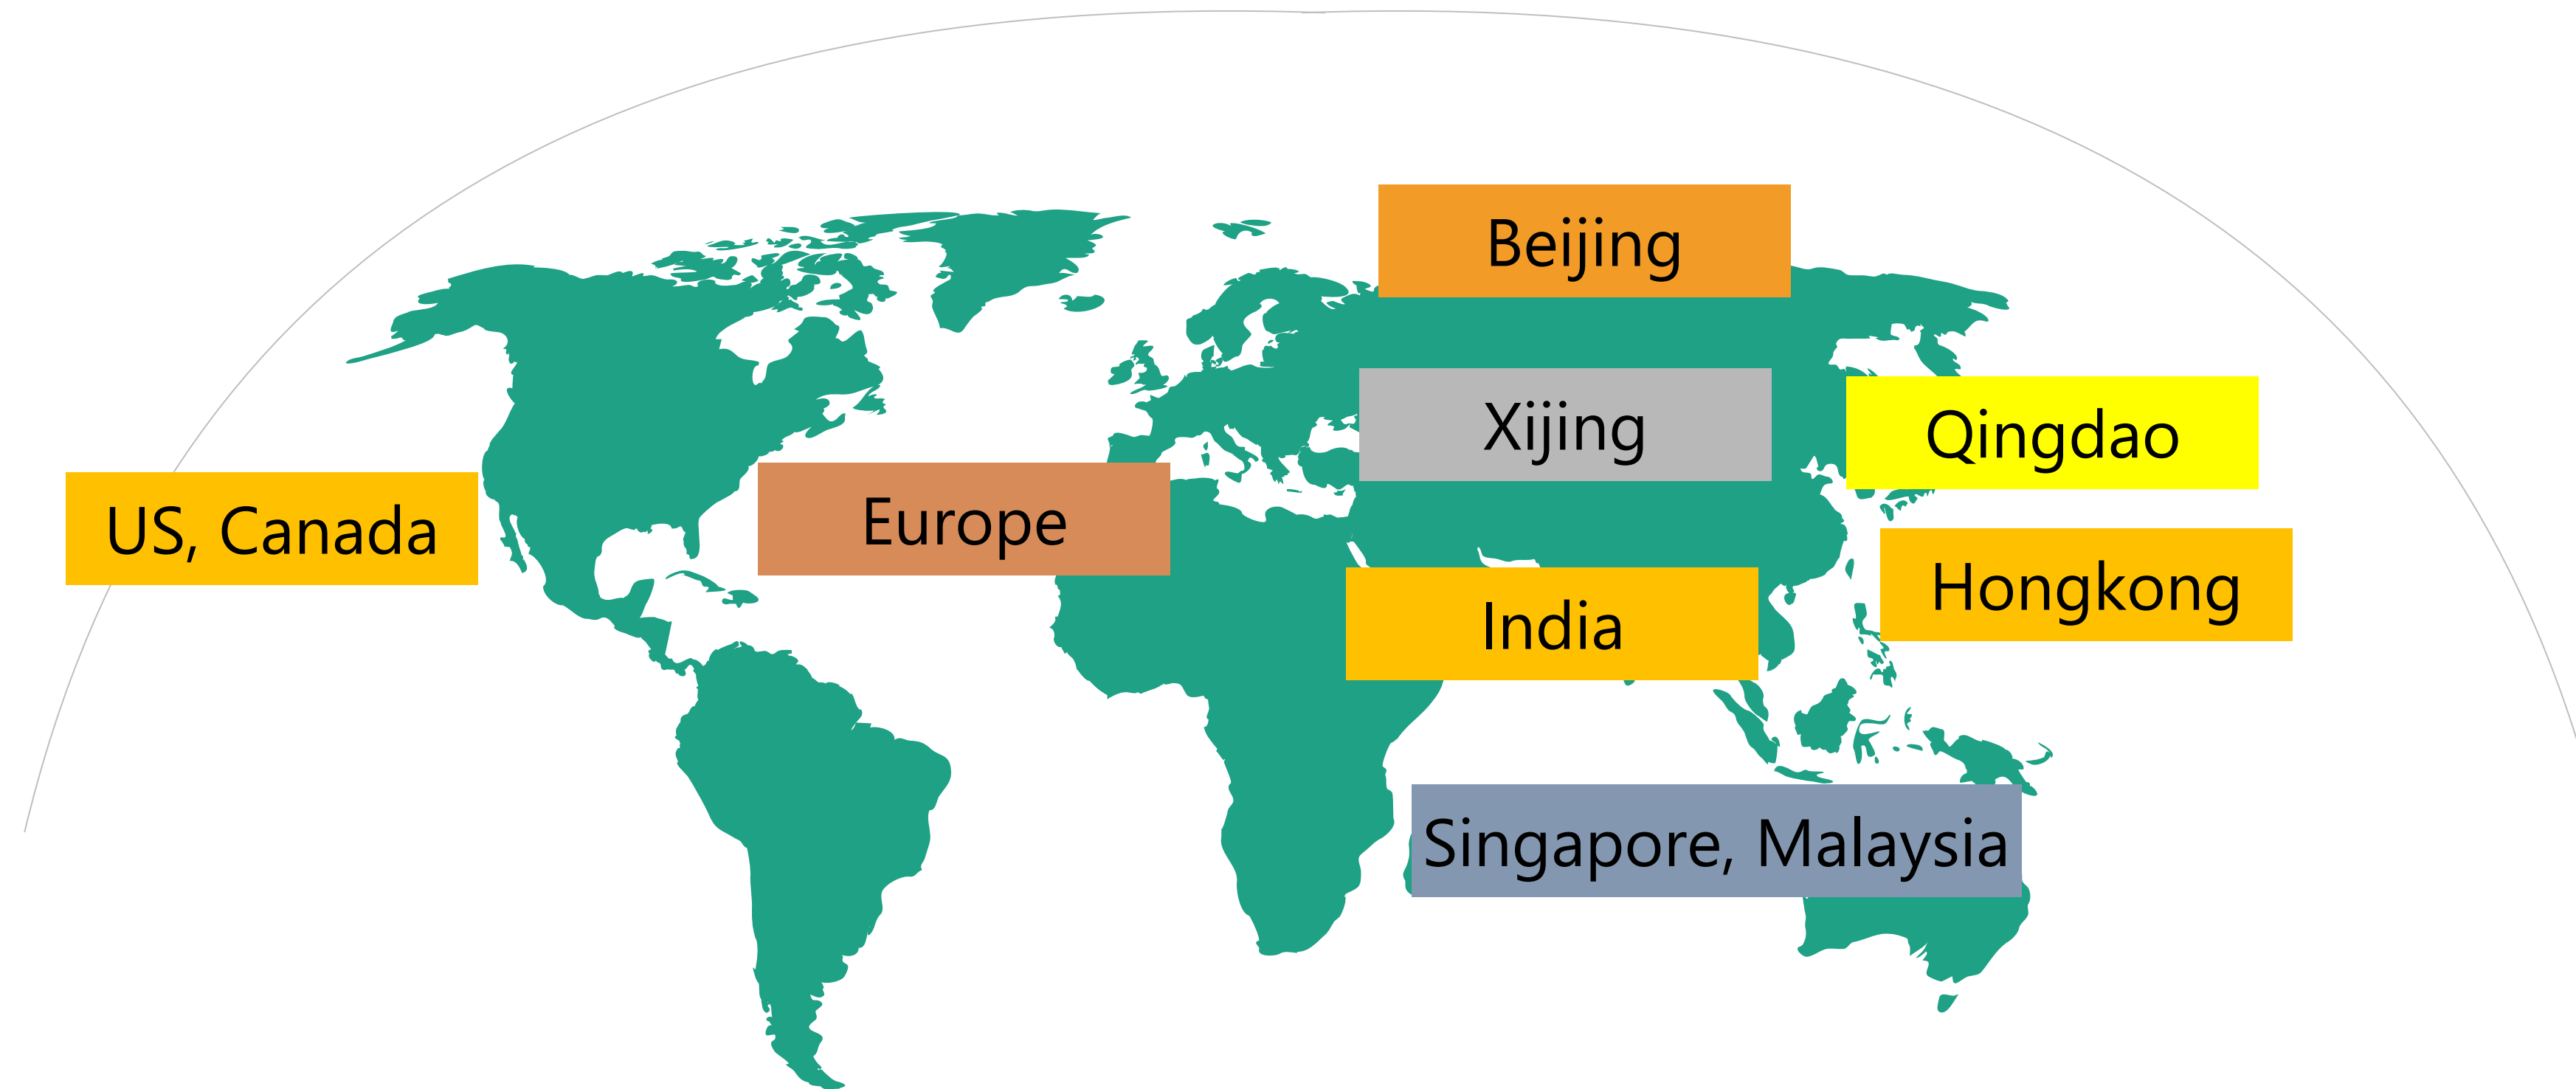 Beijing
Xijing
Qingdao
Europe
US, Canada
Hongkong
India
Singapore, Malaysia